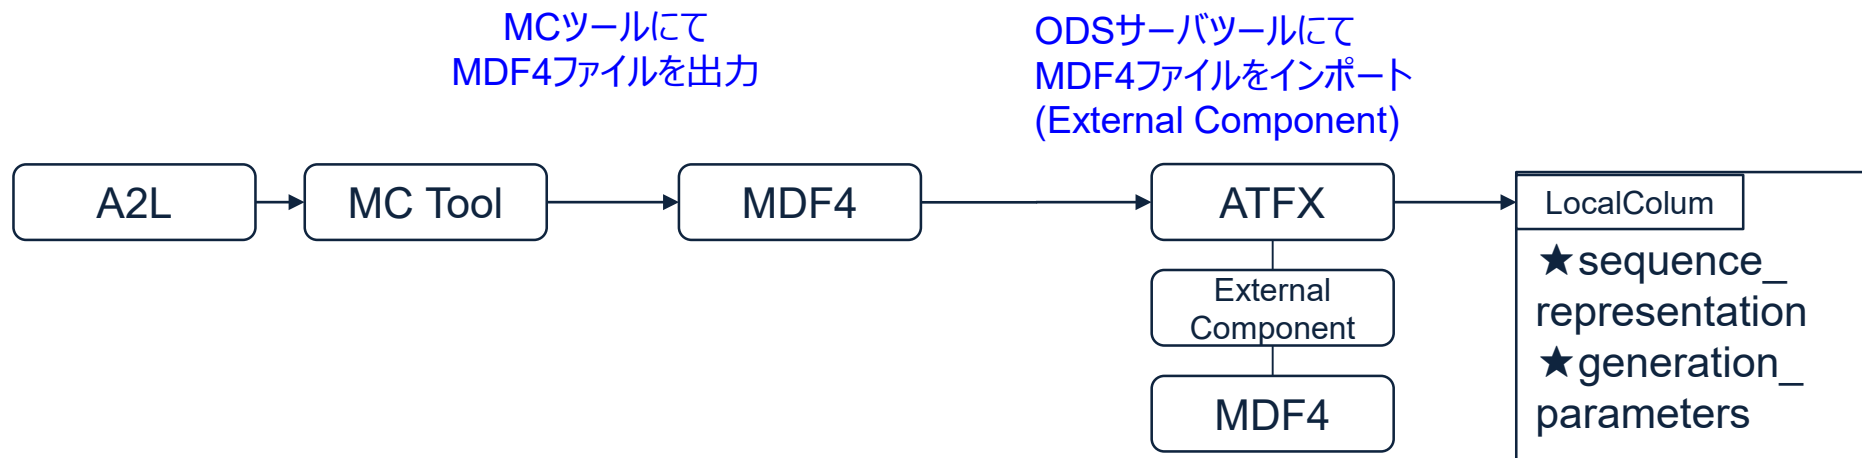 MCツールにて
MDF4ファイルを出力
ODSサーバツールにて
MDF4ファイルをインポート
(External Component)
A2L
MC Tool
MDF4
ATFX
LocalColum
External
Component
MDF4
★sequence_
representation
★generation_
parameters